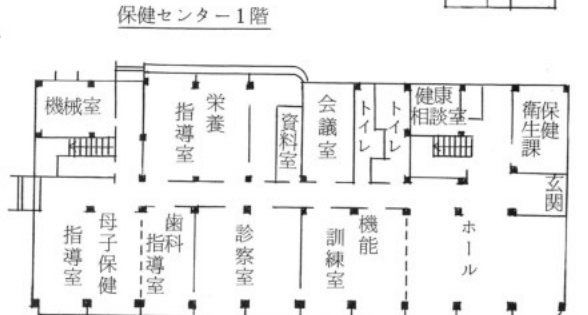 保健センター1階
機械室
栄養
指導室
資料室
会議室
トイレ
トイレ
健康
相談室
保健
衛生課
玄関
母子保健
指導室
歯科
指導室
診察室
機能
訓練室
ホール